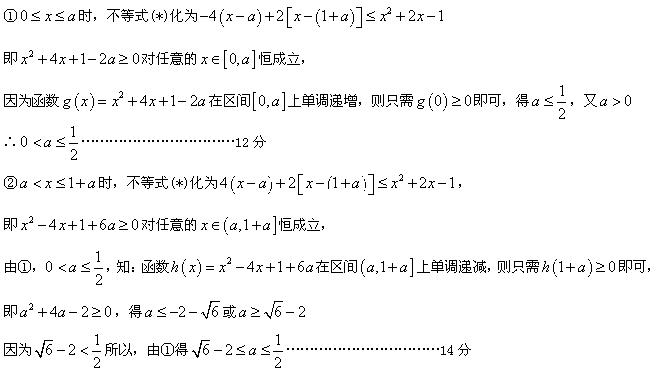 ①0≤x≤a时，不等式(*)化为-4(x-a)+2[x-(1+a)]≤x²+2x-1
即x²+4x+1-2a≥0对任意的x∈[0,a]恒成立，
因为函数g(x)=x²+4x+1-2a在区间[0,a]上单调递增，则只需g(0)≥0即可，得a≤1/2，又a>0
∴0<a≤1/2……………………………12分
②a<x≤1+a时，不等式(*)化为4(x-a)+2[x-(1+a)]≤x²+2x-1，
即x²-4x+1+6a≥0对任意的x∈(a,1+a]恒成立，
由①，0<a≤1/2，知：函数h(x)=x²-4x+1+6a在区间(a,1+a]上单调递减，则只需h(1+a)≥0即可，
即a²+4a-2≥0，得a≤-2-√6或a≥√6-2
因为√6-2<1/2所以，由①得√6-2≤a≤1/2……………………………14分